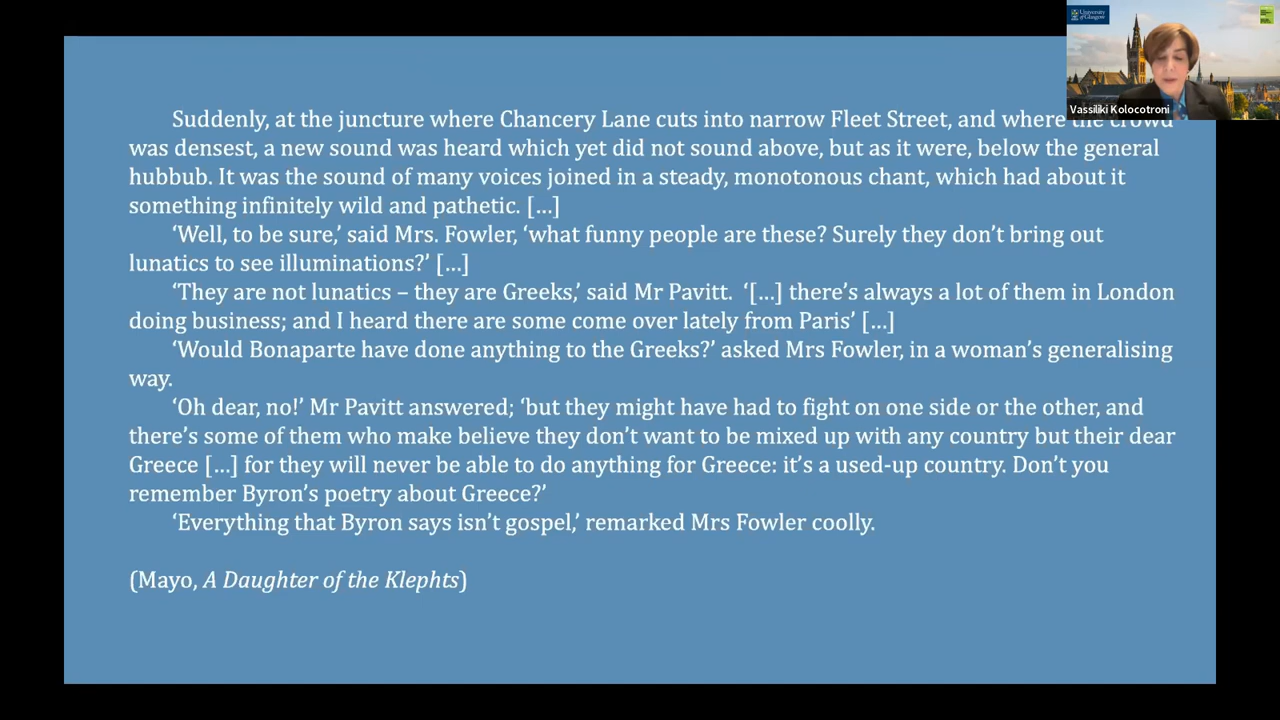 University
of Glasgow
Vassiliki Kolocotroni
Suddenly, at the juncture where Chancery Lane cuts into narrow Fleet Street, and where the crowd
was densest, a new sound was heard which yet did not sound above, but as it were, below the general
hubbub. It was the sound of many voices joined in a steady, monotonous chant, which had about it
something infinitely wild and pathetic. […]
‘Well, to be sure,’ said Mrs. Fowler, ‘what funny people are these? Surely they don’t bring out
lunatics to see illuminations?’ […]
‘They are not lunatics – they are Greeks,’ said Mr Pavitt.  ‘[…] there’s always a lot of them in London
doing business; and I heard there are some come over lately from Paris’ […]
‘Would Bonaparte have done anything to the Greeks?’ asked Mrs Fowler, in a woman’s generalising
way.
‘Oh dear, no!’ Mr Pavitt answered; ‘but they might have had to fight on one side or the other, and
there’s some of them who make believe they don’t want to be mixed up with any country but their dear
Greece […] for they will never be able to do anything for Greece: it’s a used-up country. Don’t you
remember Byron’s poetry about Greece?’
‘Everything that Byron says isn’t gospel,’ remarked Mrs Fowler coolly.
(Mayo, A Daughter of the Klephts)